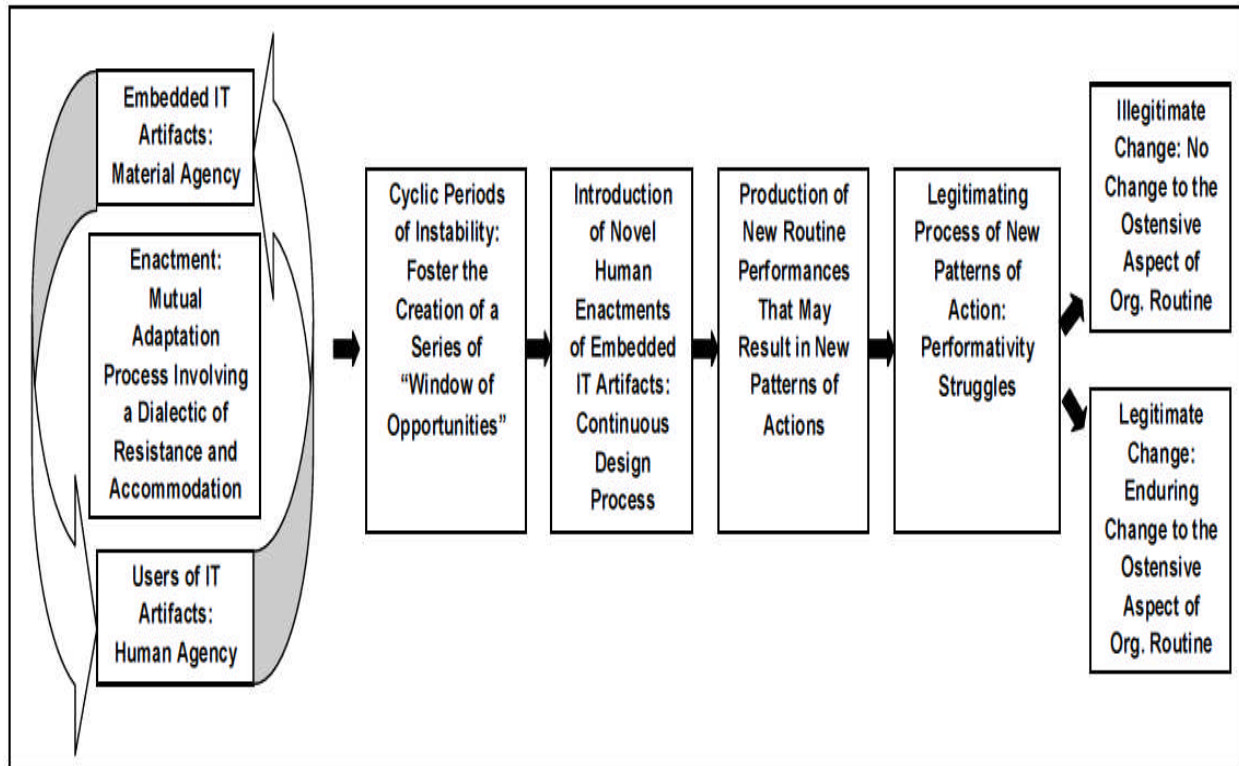 Embedded IT
Artifacts:
Material Agency
Enactment:
Mutual
Adaptation
Process Involving
a Dialectic of
Resistance and
Accommodation
Users of IT
Artifacts:
Human Agency
Cyclic Periods
of Instability:
Foster the
Creation of a
Series of
“Window of
Opportunities”
Introduction
of Novel
Human
Enactments
of Embedded
IT Artifacts:
Continuous
Design
Process
Production of
New Routine
Performances
That May
Result in New
Patterns of
Actions
Legitimating
Process of New
Patterns of
Action:
Performativity
Struggles
Illegitimate
Change: No
Change to the
Ostensive
Aspect of
Org. Routine
Legitimate
Change:
Enduring
Change to the
Ostensive
Aspect of
Org. Routine